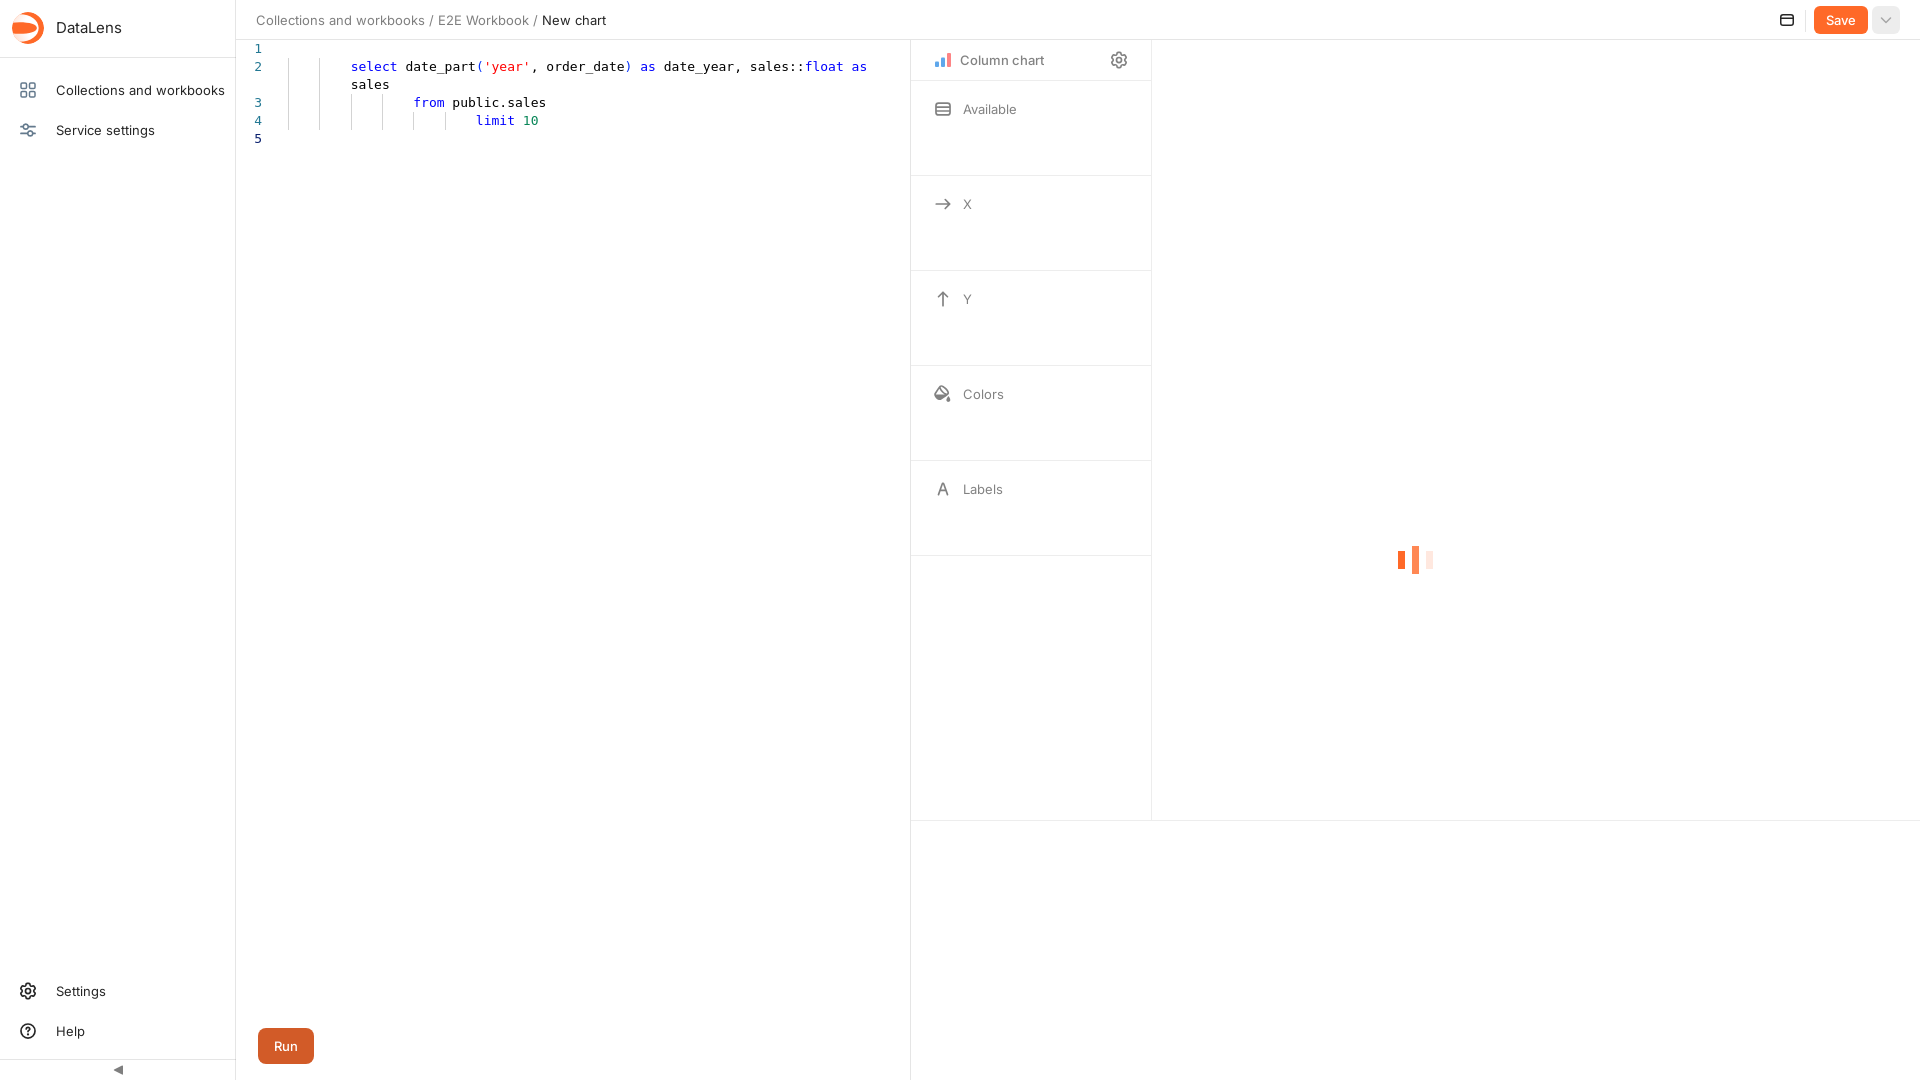 DataLens
Collections and workbooks / E2E Workbook / New chart
Save
Collections and workbooks
Service settings
1
2 select date_part('year', order_date) as date_year, sales::float as
sales
3 from public.sales
4 limit 10
5
Run
Column chart
Available
X
Y
Colors
Labels
Settings
Help